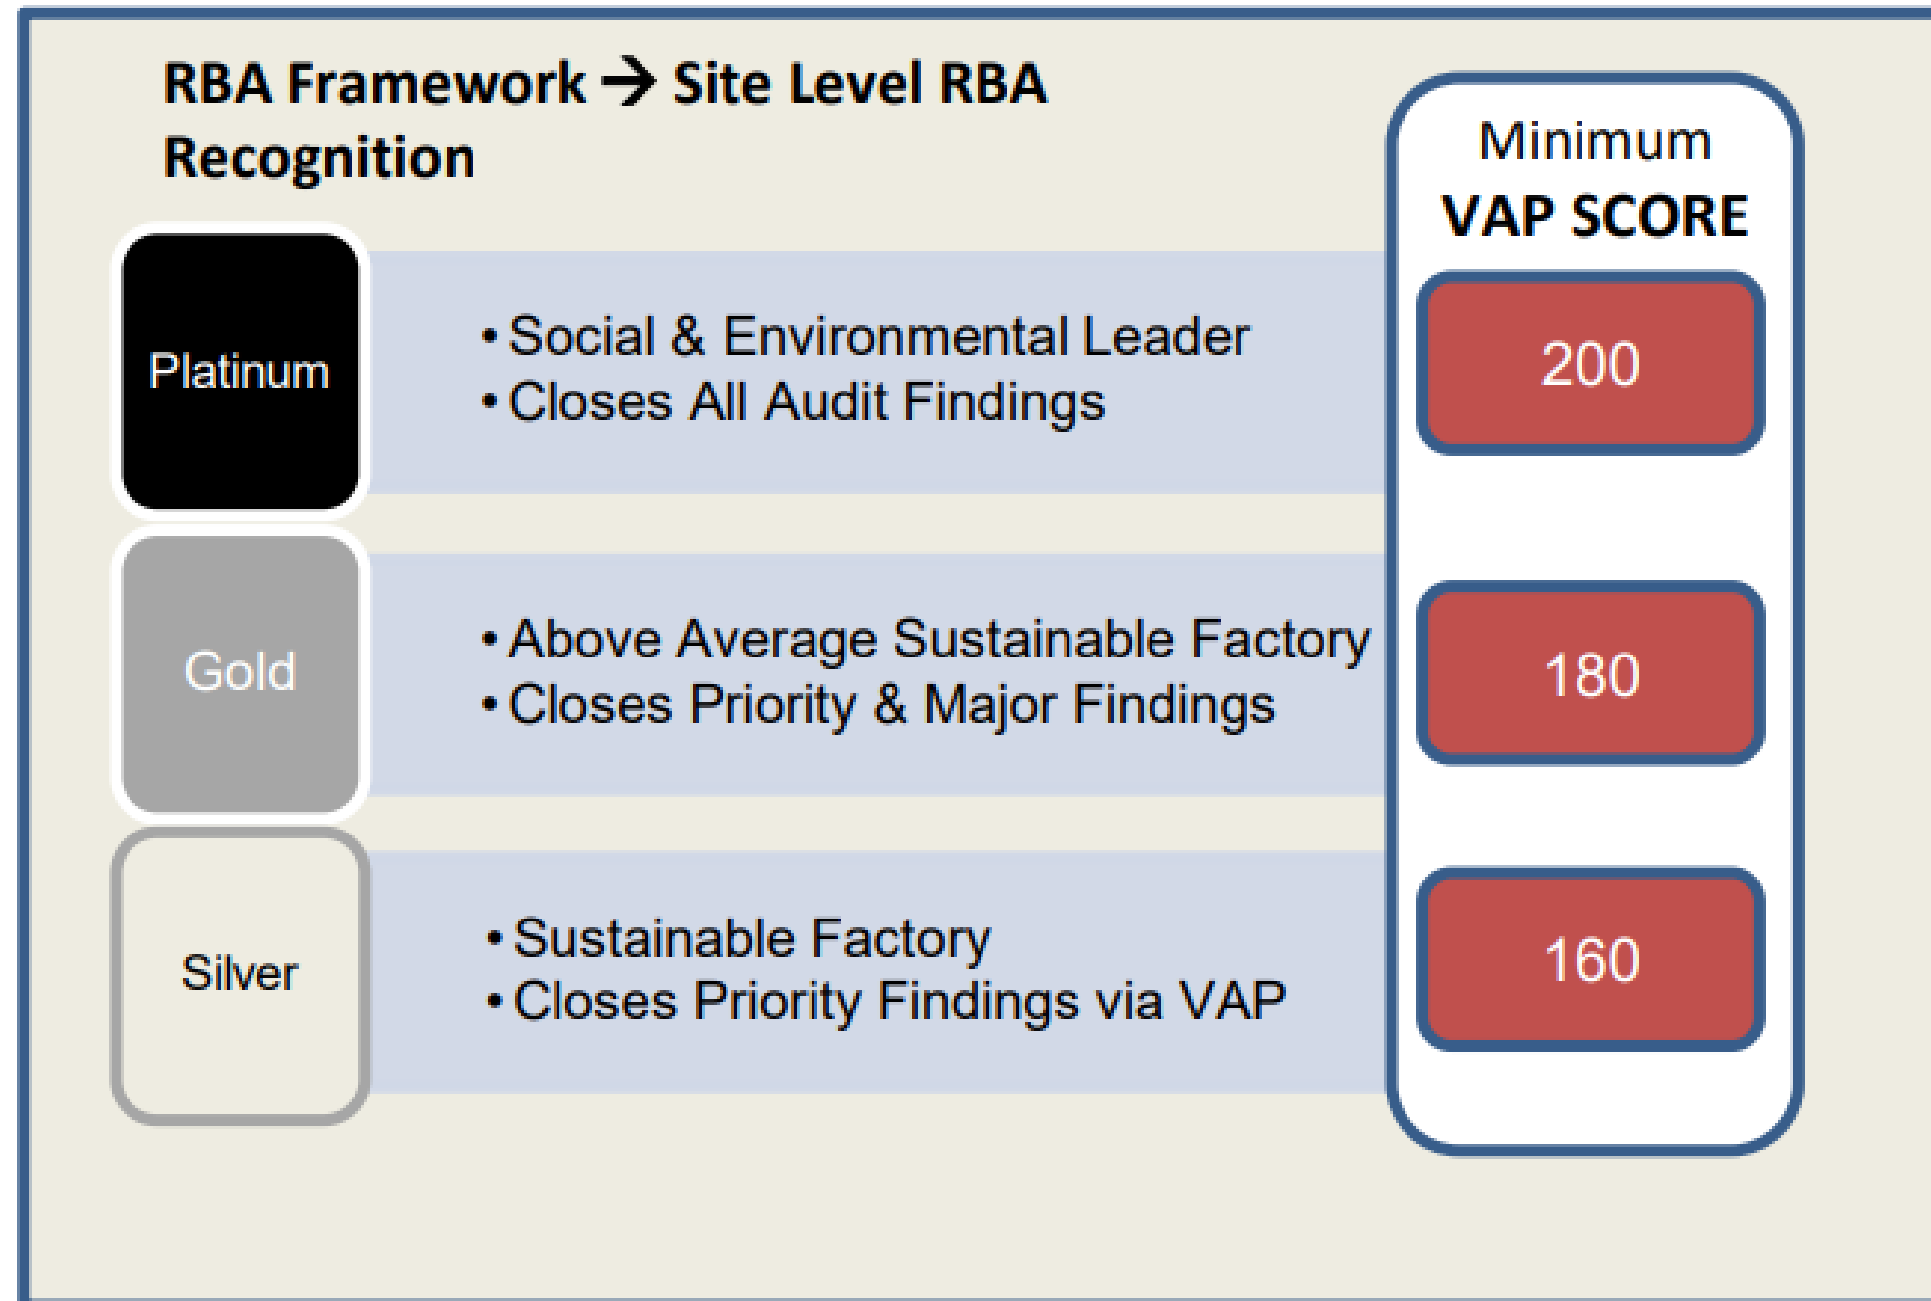 RBA Framework → Site Level RBA
Recognition
Minimum
VAP SCORE
Platinum
• Social & Environmental Leader
• Closes All Audit Findings
200
Gold
• Above Average Sustainable Factory
• Closes Priority & Major Findings
180
Silver
• Sustainable Factory
• Closes Priority Findings via VAP
160